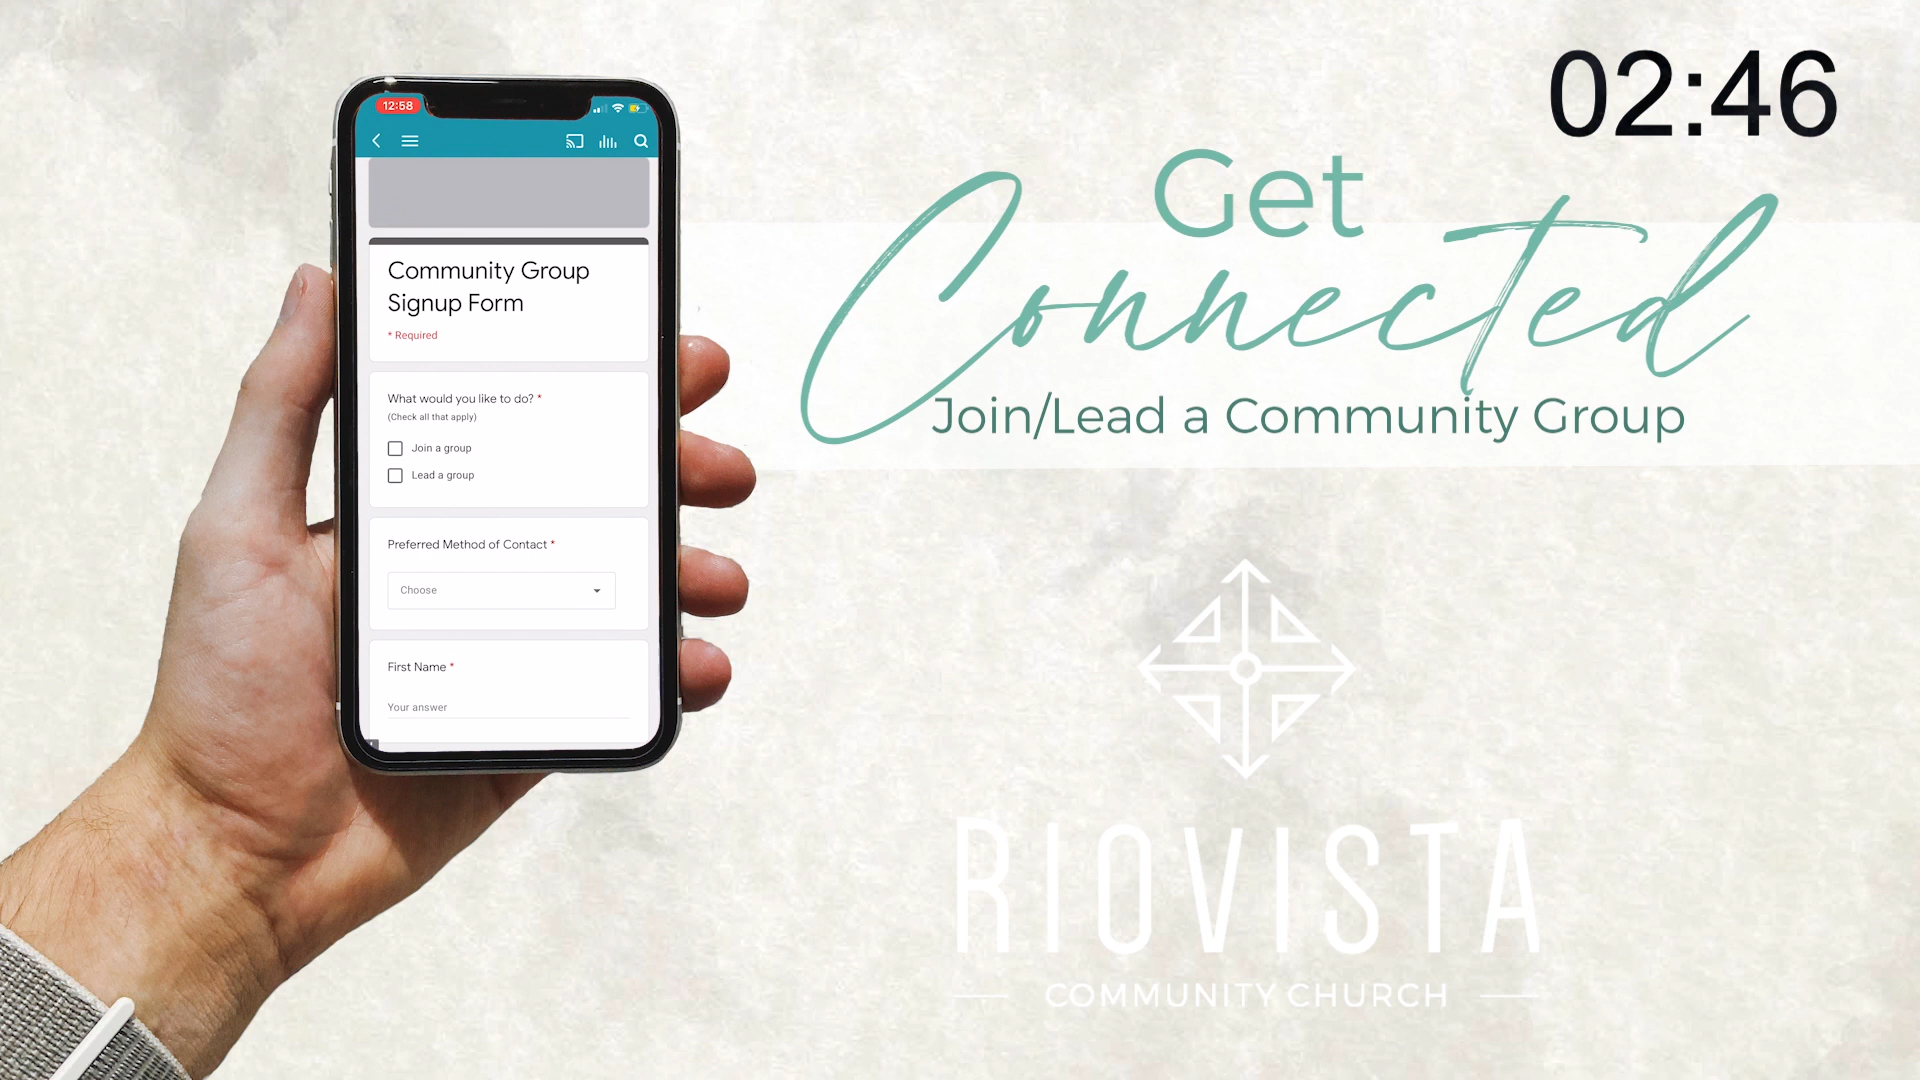 02:46
Get
Connected
Join/Lead a Community Group
12:58
Community Group
Signup Form
* Required
What would you like to do? *
(Check all that apply)
Join a group
Lead a group
Preferred Method of Contact *
Choose
First Name *
Your answer
RIOVISTA
COMMUNITY CHURCH